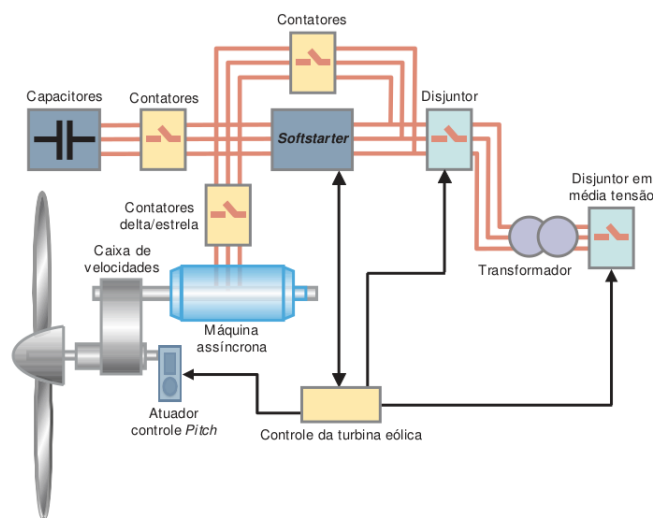 Contatores
Capacitores
Contatores
Disjuntor
Softstarter
Disjuntor em
média tensão
Contatores
delta/estrela
Caixa de
velocidades
Transformador
Máquina
assíncrona
Atuador
controle Pitch
Controle da turbina eólica